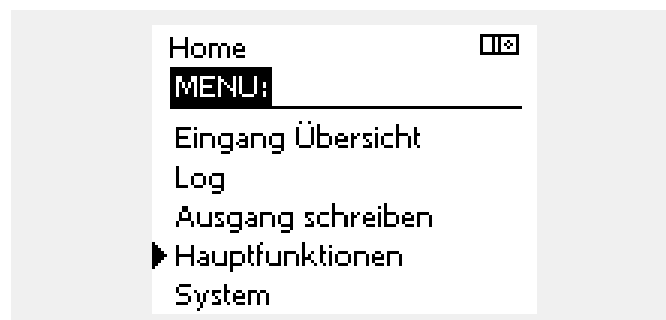 Home
MENU:
Eingang Übersicht
Log
Ausgang schreiben
Hauptfunktionen
System